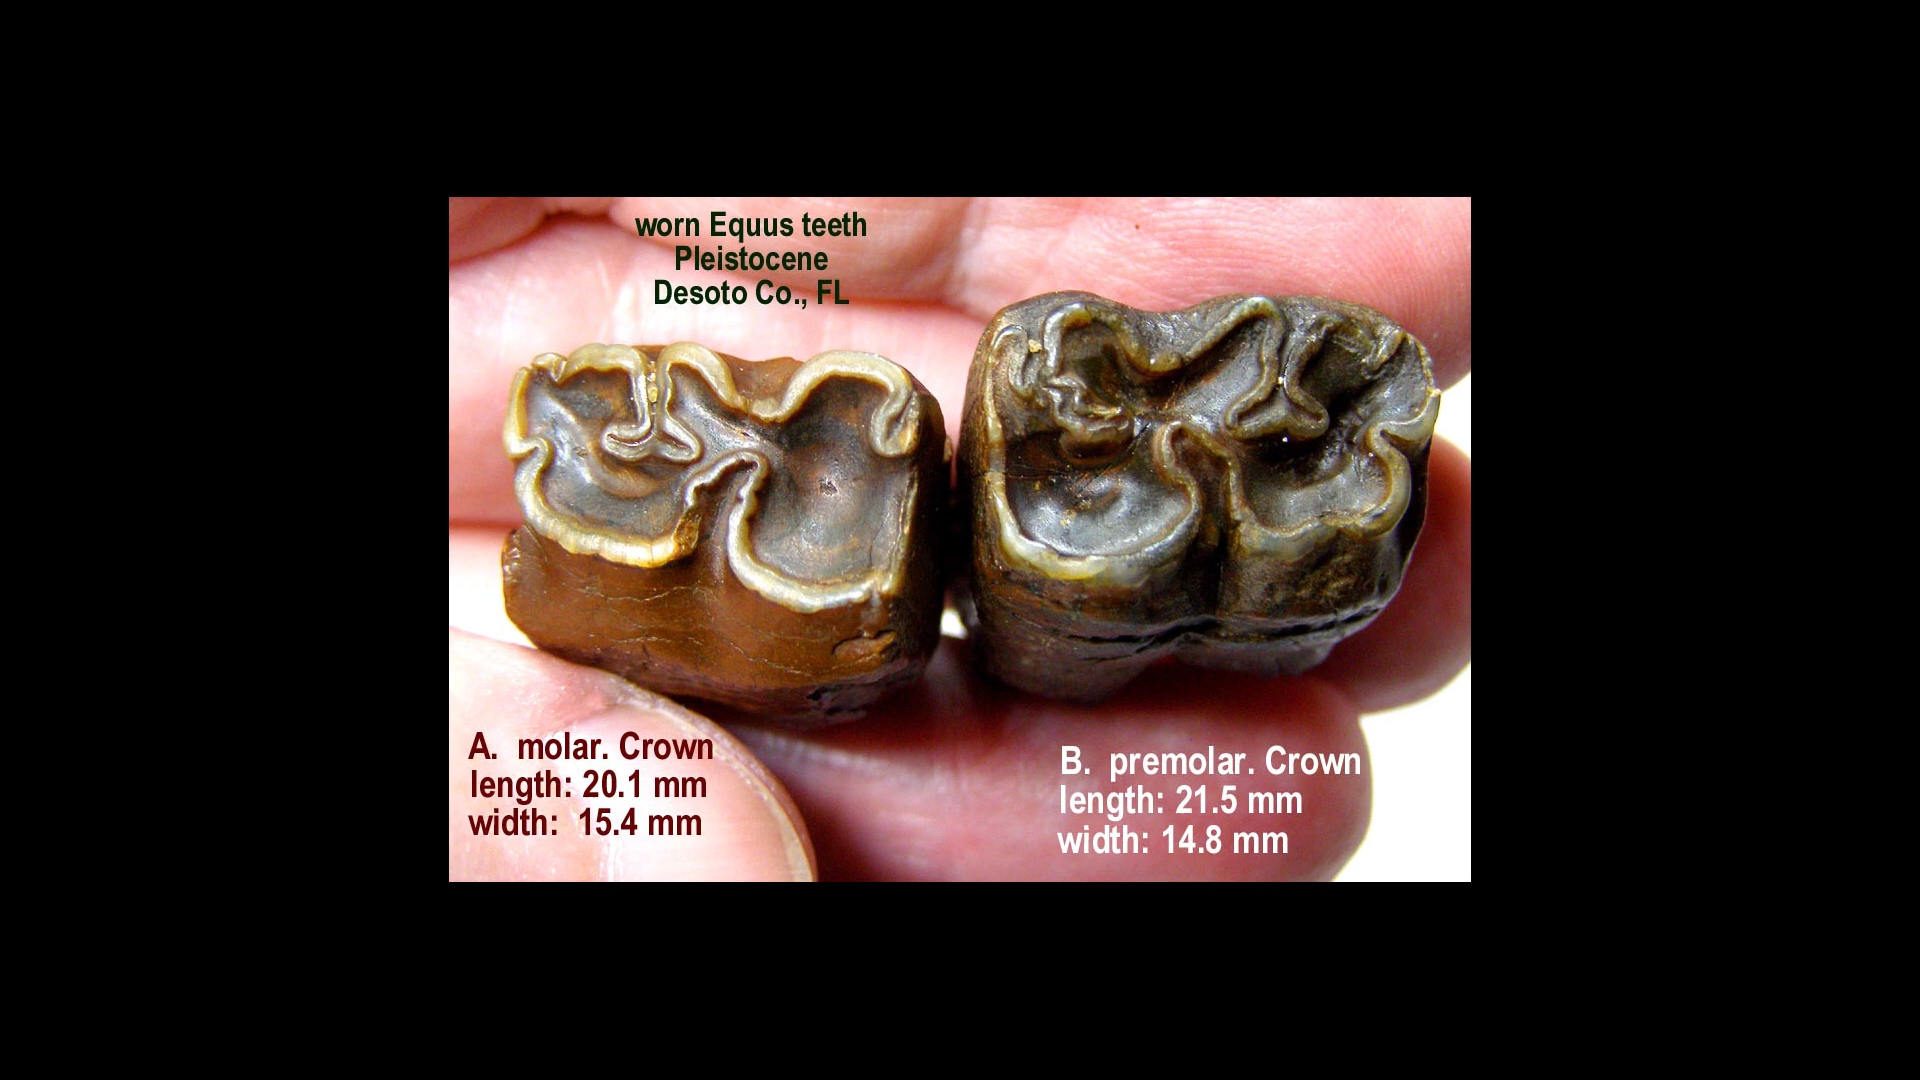 worn Equus teeth
Pleistocene
Desoto Co., FL
A. molar. Crown
length: 20.1 mm
width: 15.4 mm
B. premolar. Crown
length: 21.5 mm
width: 14.8 mm